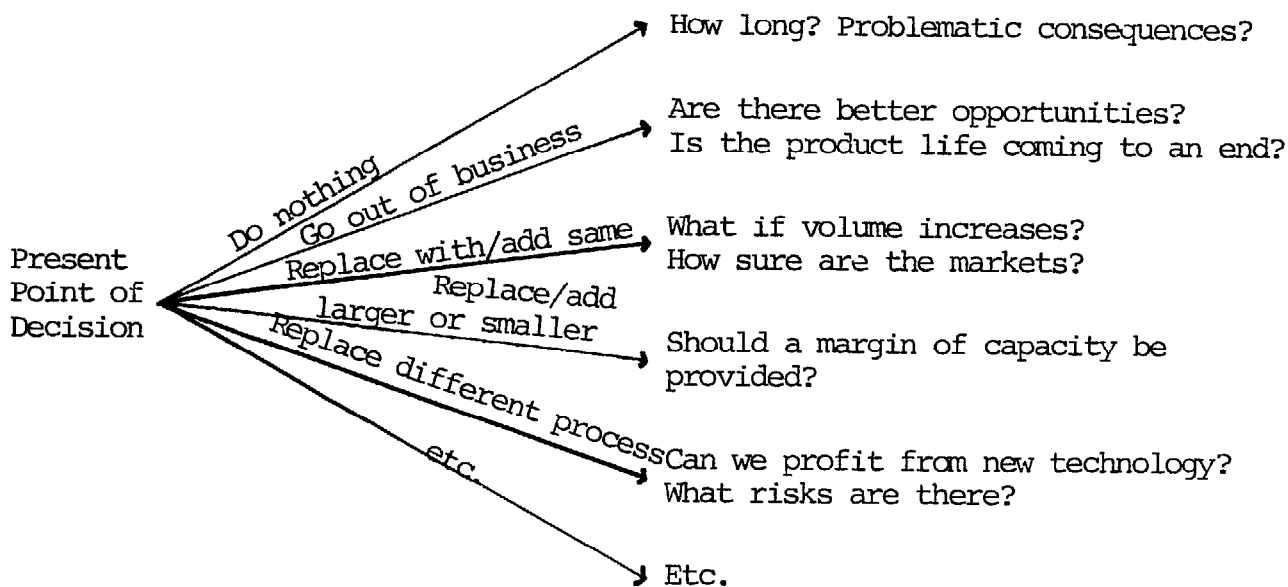 How long? Problematic consequences?
Do nothing
Are there better opportunities?
Is the product life coming to an end?
Go out of business
Present
Point of
Decision
Replace with/add same
What if volume increases?
How sure are the markets?
Replace/add
larger or smaller
Should a margin of capacity be
provided?
Replace different process
Can we profit from new technology?
What risks are there?
etc.
Etc.